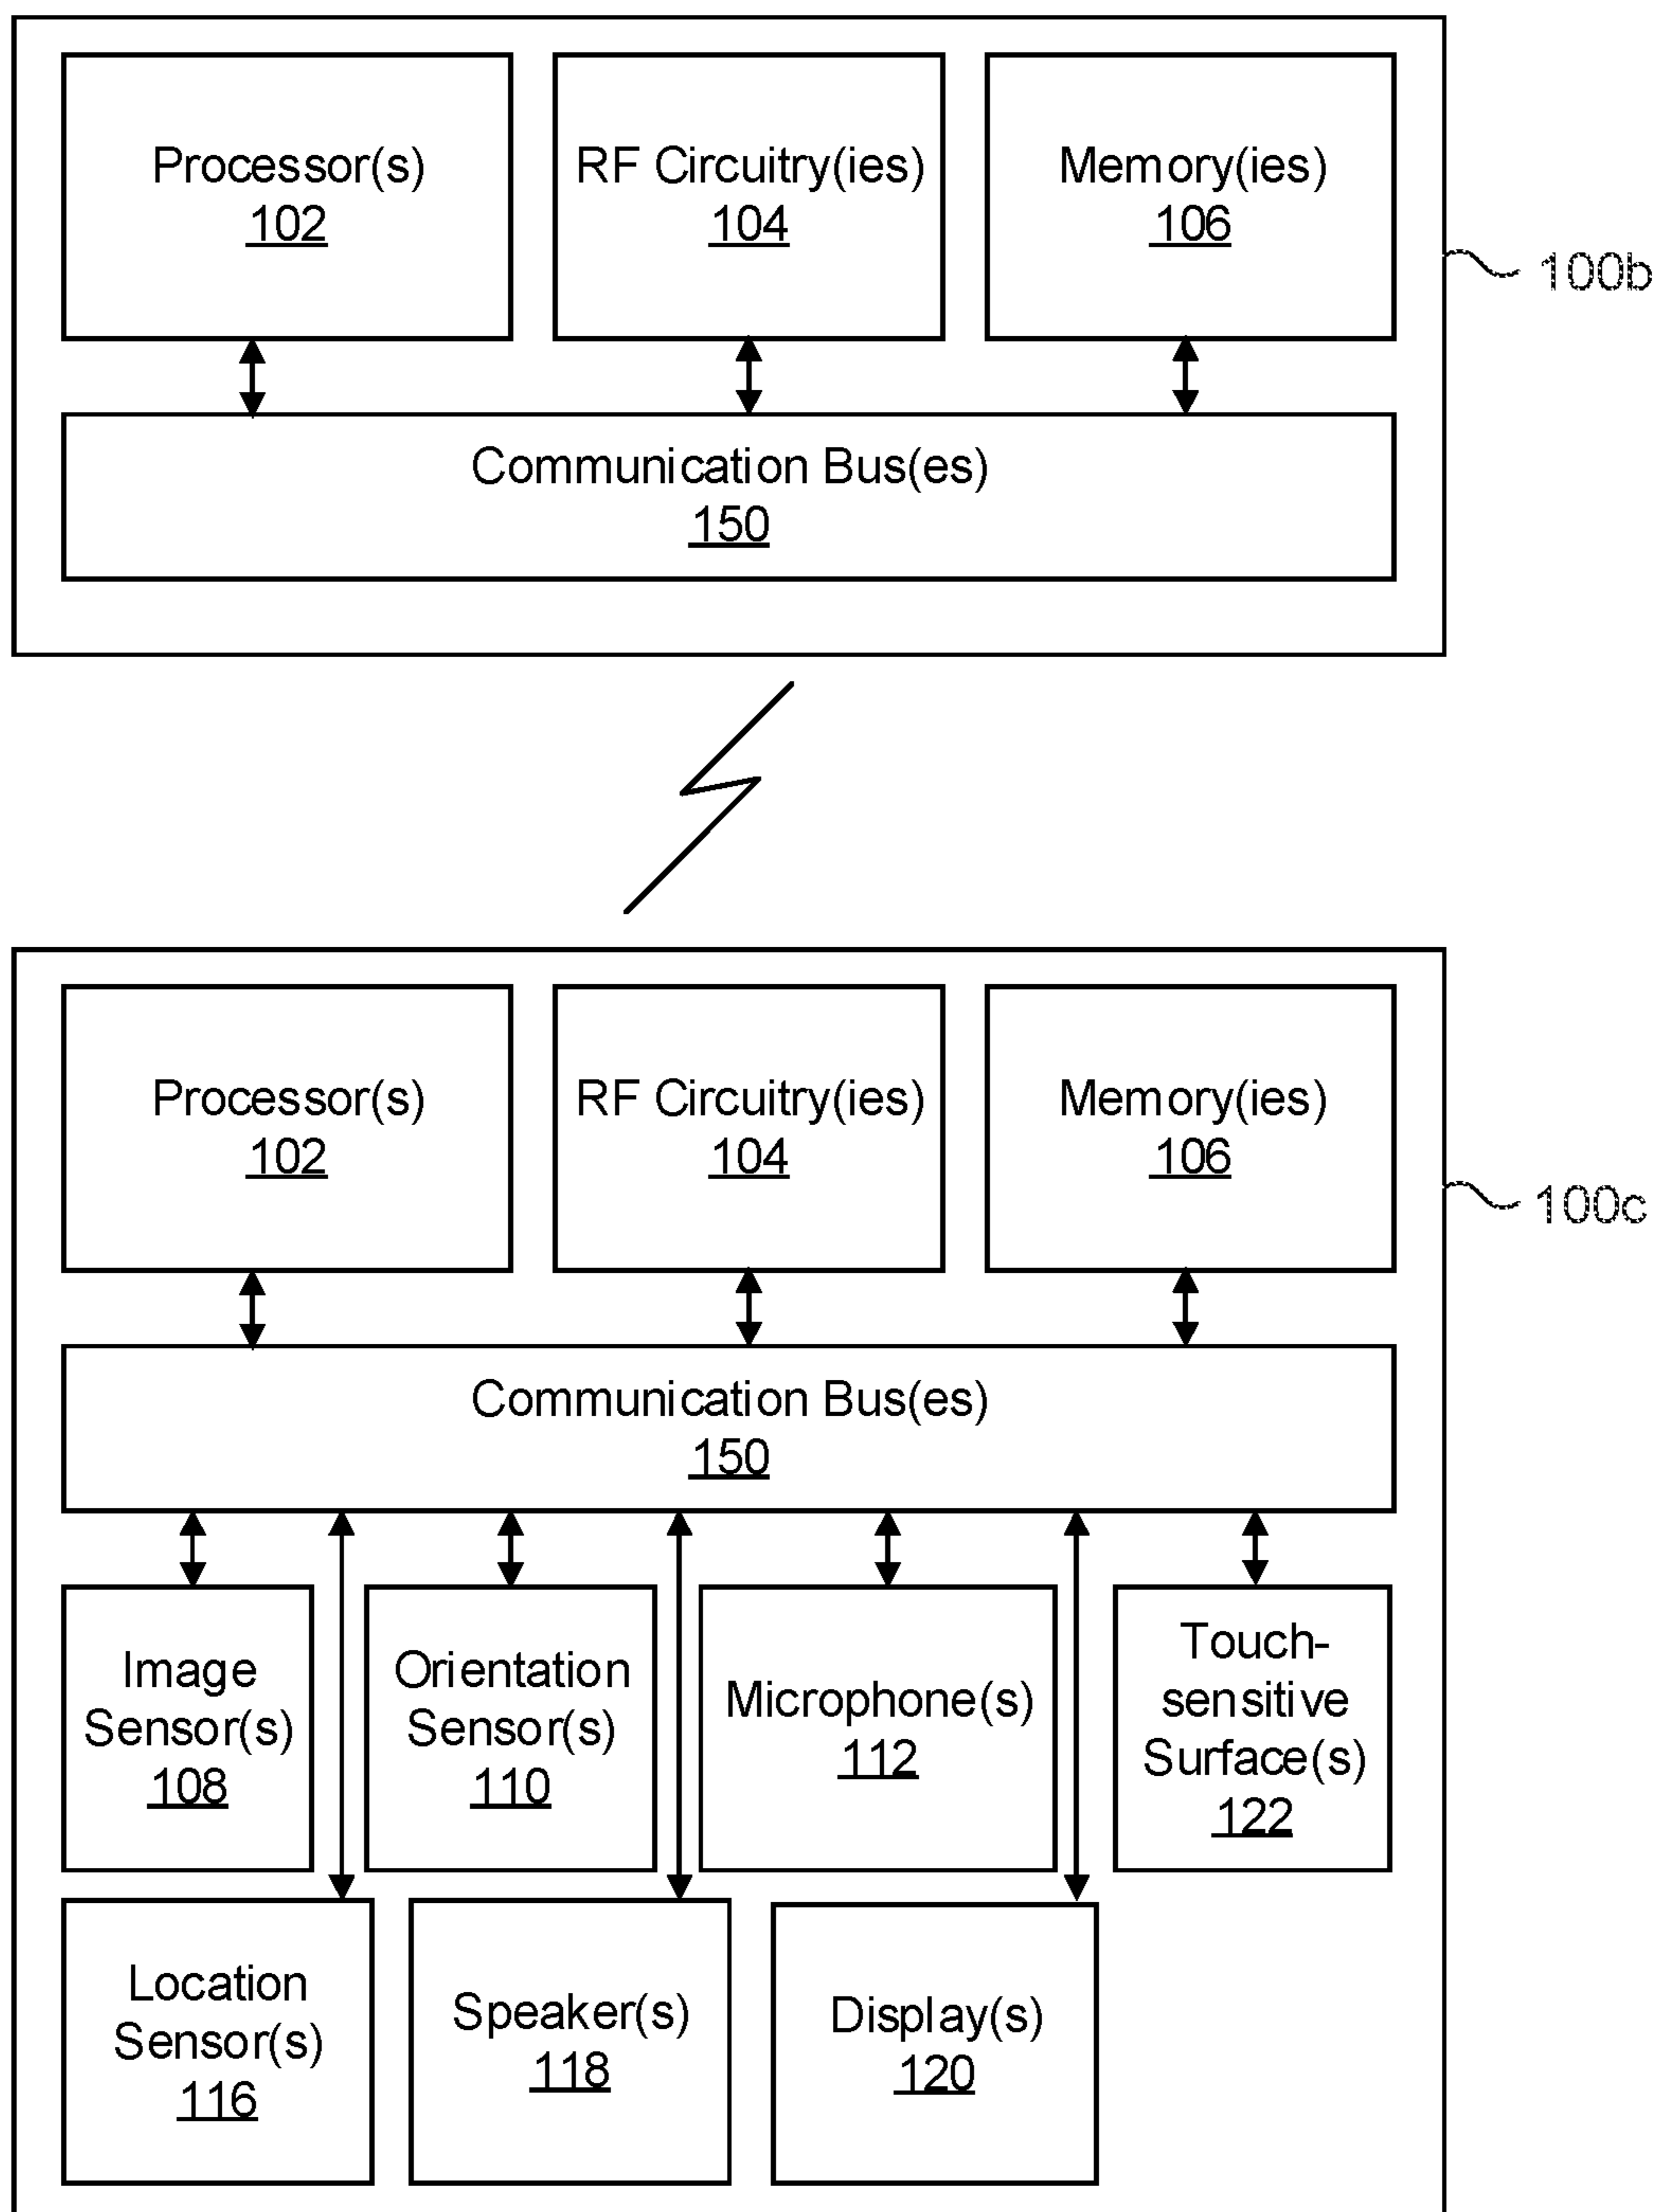 Processor(s)
102
RF Circuitry(ies)
104
Memory(ies)
106
100b
Communication Bus(es)
150
Processor(s)
102
RF Circuitry(ies)
104
Memory(ies)
106
100c
Communication Bus(es)
150
Image
Sensor(s)
108
Orientation
Sensor(s)
110
Microphone(s)
112
Touch-
sensitive
Surface(s)
122
Location
Sensor(s)
116
Speaker(s)
118
Display(s)
120